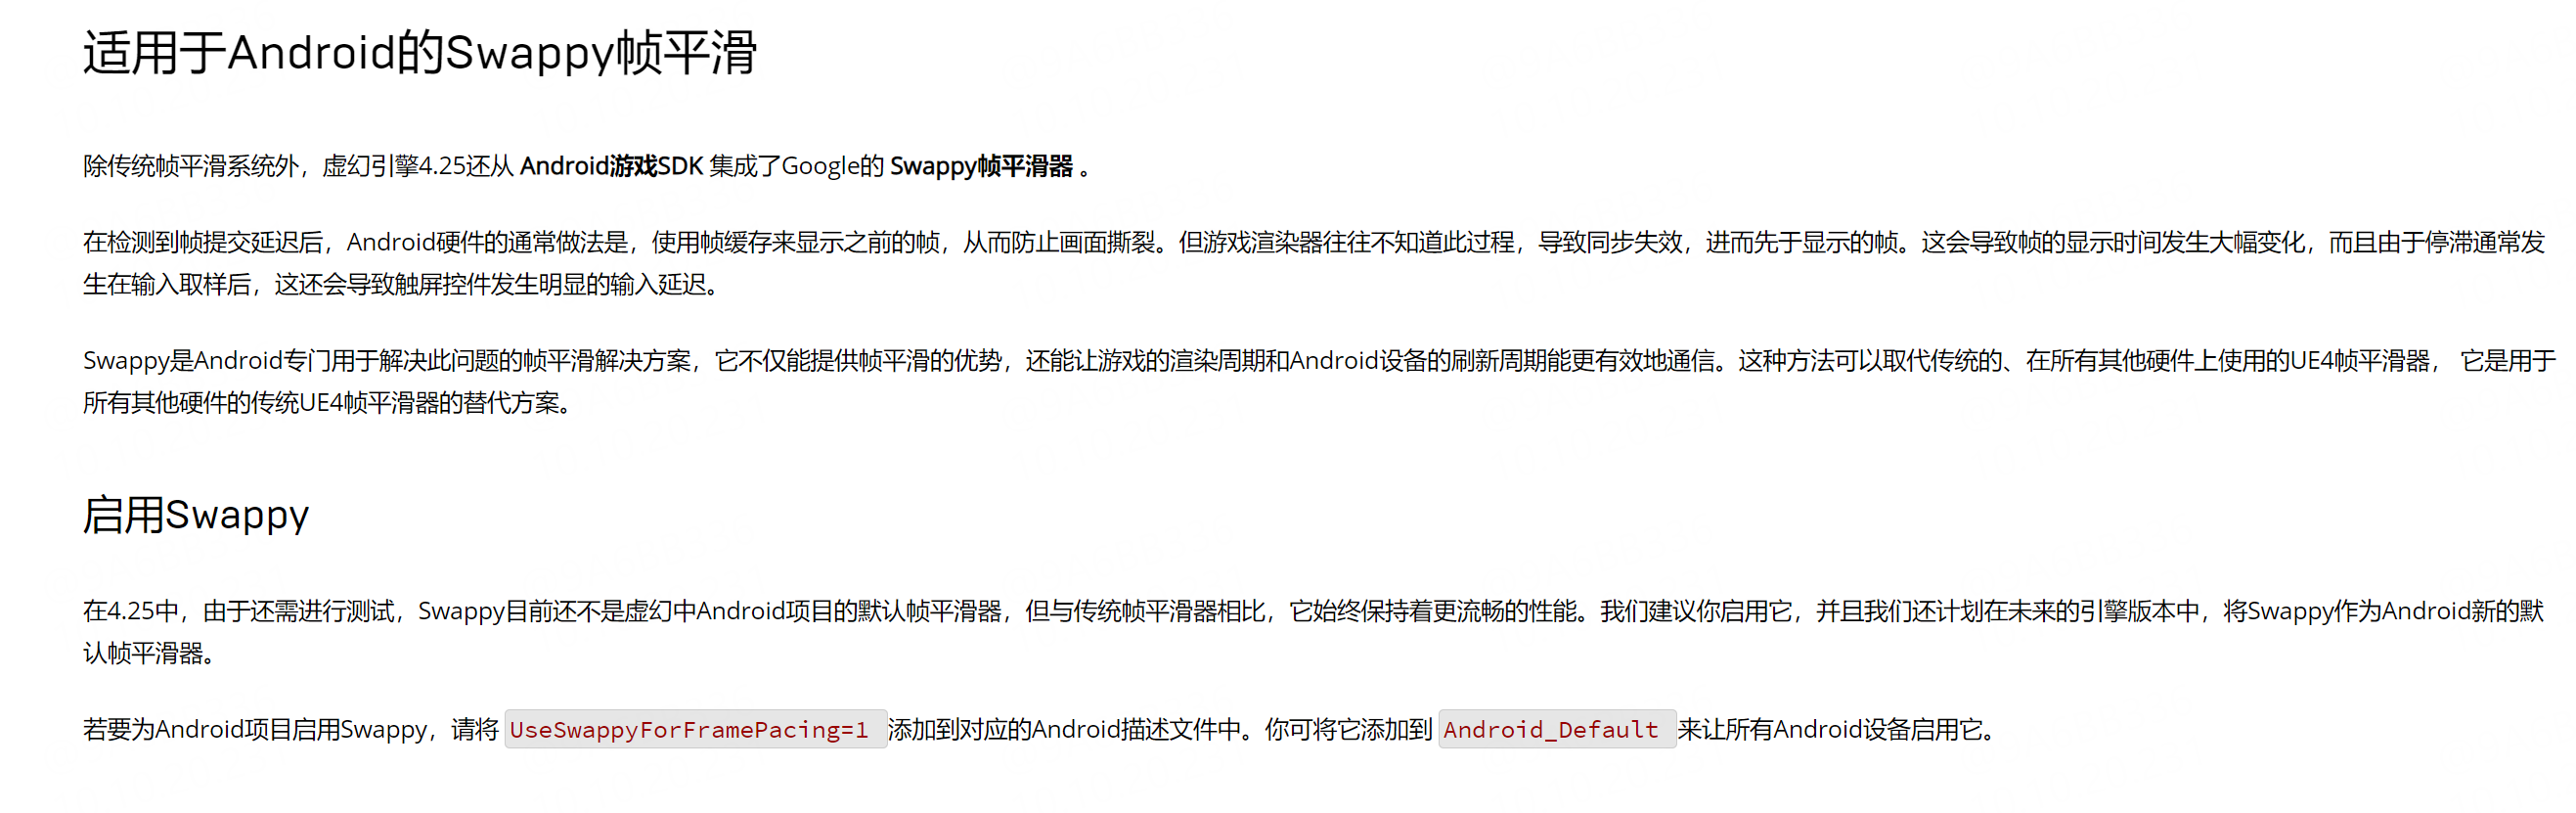 适用于Android的Swappy帧平滑
除传统帧平滑系统外，虚幻引擎4.25还从 Android游戏SDK 集成了Google的 Swappy帧平滑器 。
在检测到帧提交延迟后，Android硬件的通常做法是，使用帧缓存来显示之前的帧，从而防止画面撕裂。但游戏渲染器往往不知道此过程，导致同步失效，进而先于显示的帧。这会导致帧的显示时间发生大幅变化，而且由于停滞通常发
生在输入取样后，这还会导致触屏控件发生明显的输入延迟。
Swappy是Android专门用于解决此问题的帧平滑解决方案，它不仅能提供帧平滑的优势，还能让游戏的渲染周期和Android设备的刷新周期能更有效地通信。这种方法可以取代传统的、在所有其他硬件上使用的UE4帧平滑器， 它是用于
所有其他硬件的传统UE4帧平滑器的替代方案。
启用Swappy
在4.25中，由于还需进行测试，Swappy目前还不是虚幻中Android项目的默认帧平滑器，但与传统帧平滑器相比，它始终保持着更流畅的性能。我们建议你启用它，并且我们还计划在未来的引擎版本中，将Swappy作为Android新的默
认帧平滑器。
若要为Android项目启用Swappy，请将 UseSwappyForFramePacing=1 添加到对应的Android描述文件中。你可将它添加到 Android_Default 来让所有Android设备启用它。